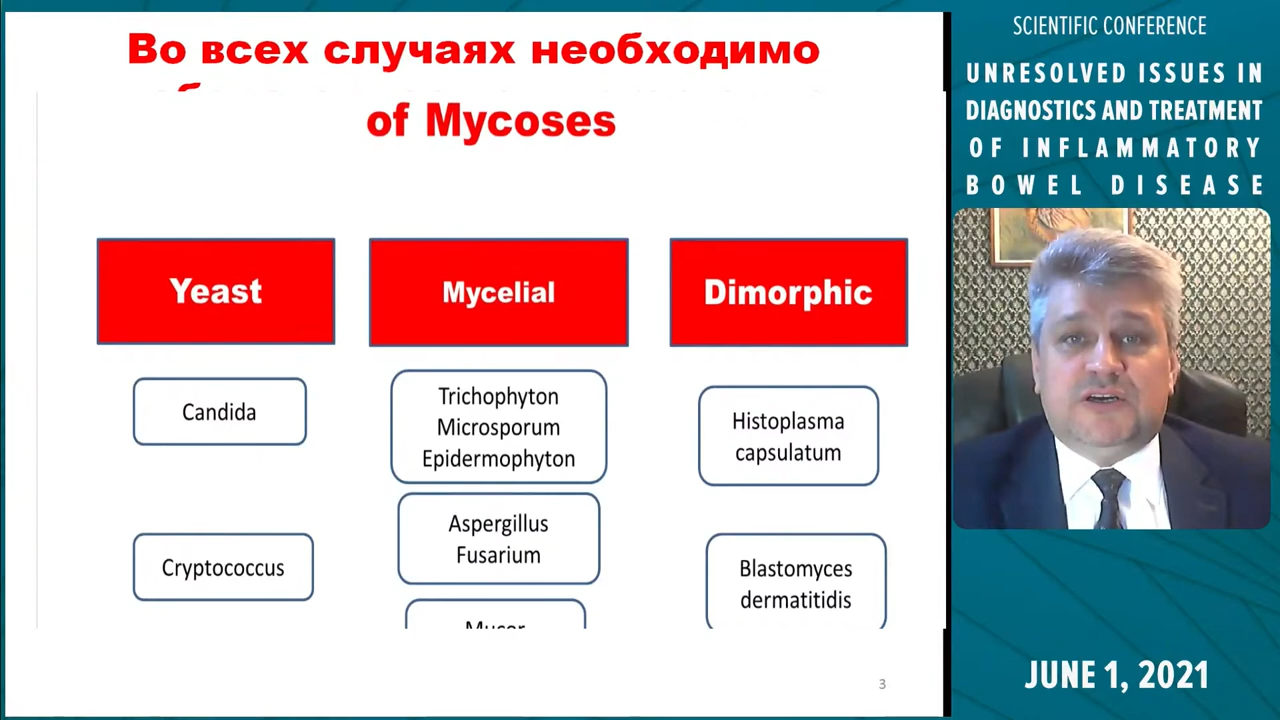 Во всех случаях необходимо
of Mycoses
Yeast
Mycelial
Dimorphic
Candida
Trichophyton
Microsporum
Epidermophyton
Histoplasma
capsulatum
Aspergillus
Fusarium
Cryptococcus
Blastomyces
dermatitidis
Mucor
3
SCIENTIFIC CONFERENCE
UNRESOLVED ISSUES IN
DIAGNOSTICS AND TREATMENT
OF INFLAMMATORY
BOWEL DISEASE
JUNE 1, 2021